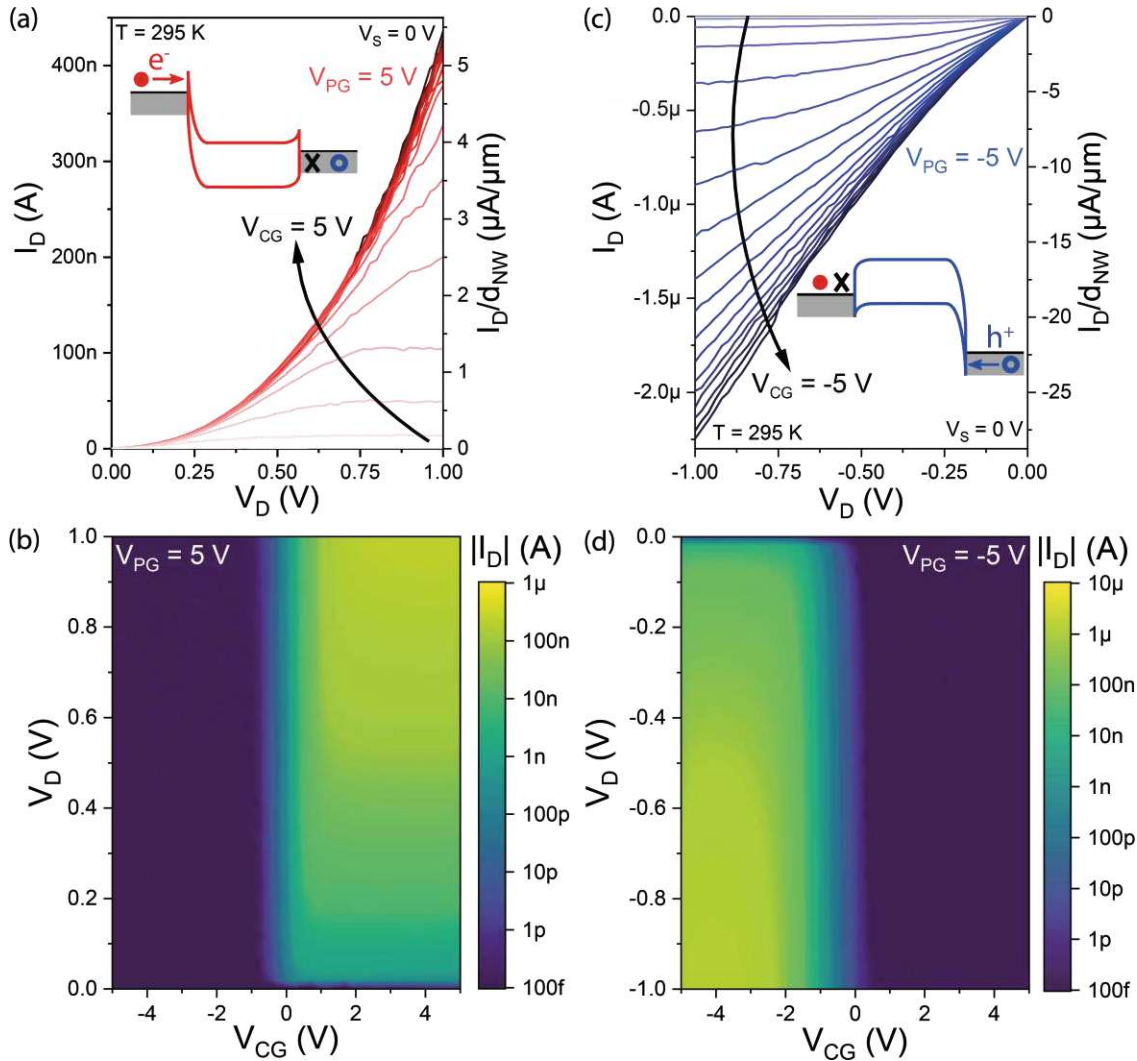 (a)
T = 295 K
V_S = 0 V
400n
300n
200n
100n
0
I_D (A)
e⁻
V_PG = 5 V
V_CG = 5 V
5
4
3
2
1
0
I_D/d_NW (µA/µm)
0.00
0.25
0.50
0.75
1.00
V_D (V)
(c)
0.0
-0.5µ
-1.0µ
-1.5µ
-2.0µ
I_D (A)
V_PG = -5 V
h⁺
V_CG = -5 V
T = 295 K
V_S = 0 V
0
-5
-10
-15
-20
-25
I_D/d_NW (µA/µm)
-1.00
-0.75
-0.50
-0.25
0.00
V_D (V)
(b)
V_PG = 5 V
|I_D| (A)
1.0
0.8
0.6
0.4
0.2
0.0
V_D (V)
-4
-2
0
2
4
V_CG (V)
1µ
100n
10n
1n
100p
10p
1p
100f
(d)
V_PG = -5 V
|I_D| (A)
0.0
-0.2
-0.4
-0.6
-0.8
-1.0
V_D (V)
-4
-2
0
2
4
V_CG (V)
10µ
1µ
100n
10n
1n
100p
10p
1p
100f